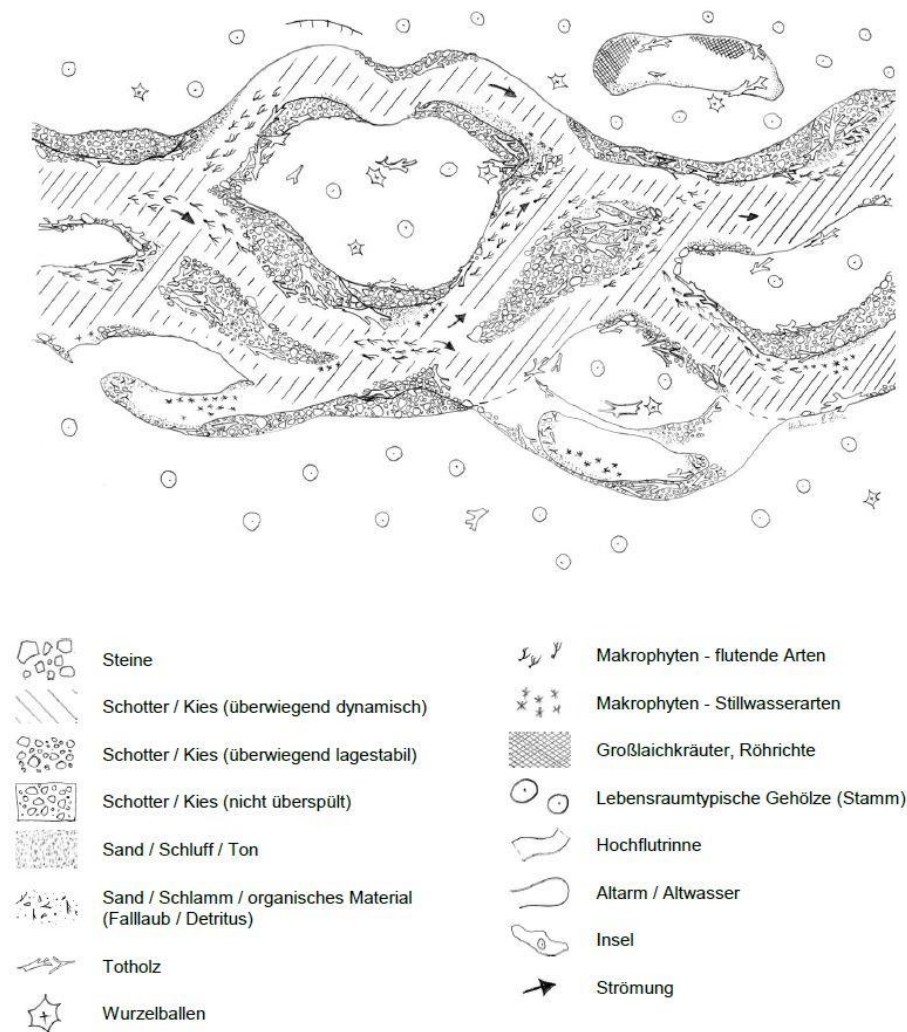 Steine
Schotter / Kies (überwiegend dynamisch)
Schotter / Kies (überwiegend lagestabil)
Schotter / Kies (nicht überspült)
Sand / Schluff / Ton
Sand / Schlamm / organisches Material
(Falllaub / Detritus)
Totholz
Wurzelballen
Makrophyten - flutende Arten
Makrophyten - Stillwasserarten
Großlaichkräuter, Röhrichte
Lebensraumtypische Gehölze (Stamm)
Hochflutrinne
Altarm / Altwasser
Insel
Strömung